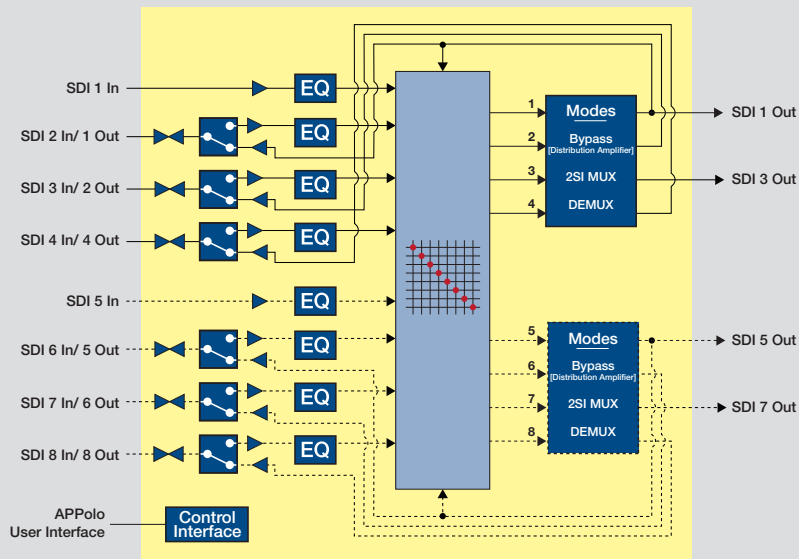 SDI 1 In
EQ
SDI 2 In/ 1 Out
EQ
SDI 3 In/ 2 Out
EQ
SDI 4 In/ 4 Out
EQ
SDI 5 In
EQ
SDI 6 In/ 5 Out
EQ
SDI 7 In/ 6 Out
EQ
SDI 8 In/ 8 Out
EQ
APPolo
User Interface
Control
Interface
1
2
3
4
Modes
Bypass
[Distribution Amplifier]
2SI MUX
DEMUX
SDI 1 Out
SDI 3 Out
5
6
7
8
Modes
Bypass
[Distribution Amplifier]
2SI MUX
DEMUX
SDI 5 Out
SDI 7 Out